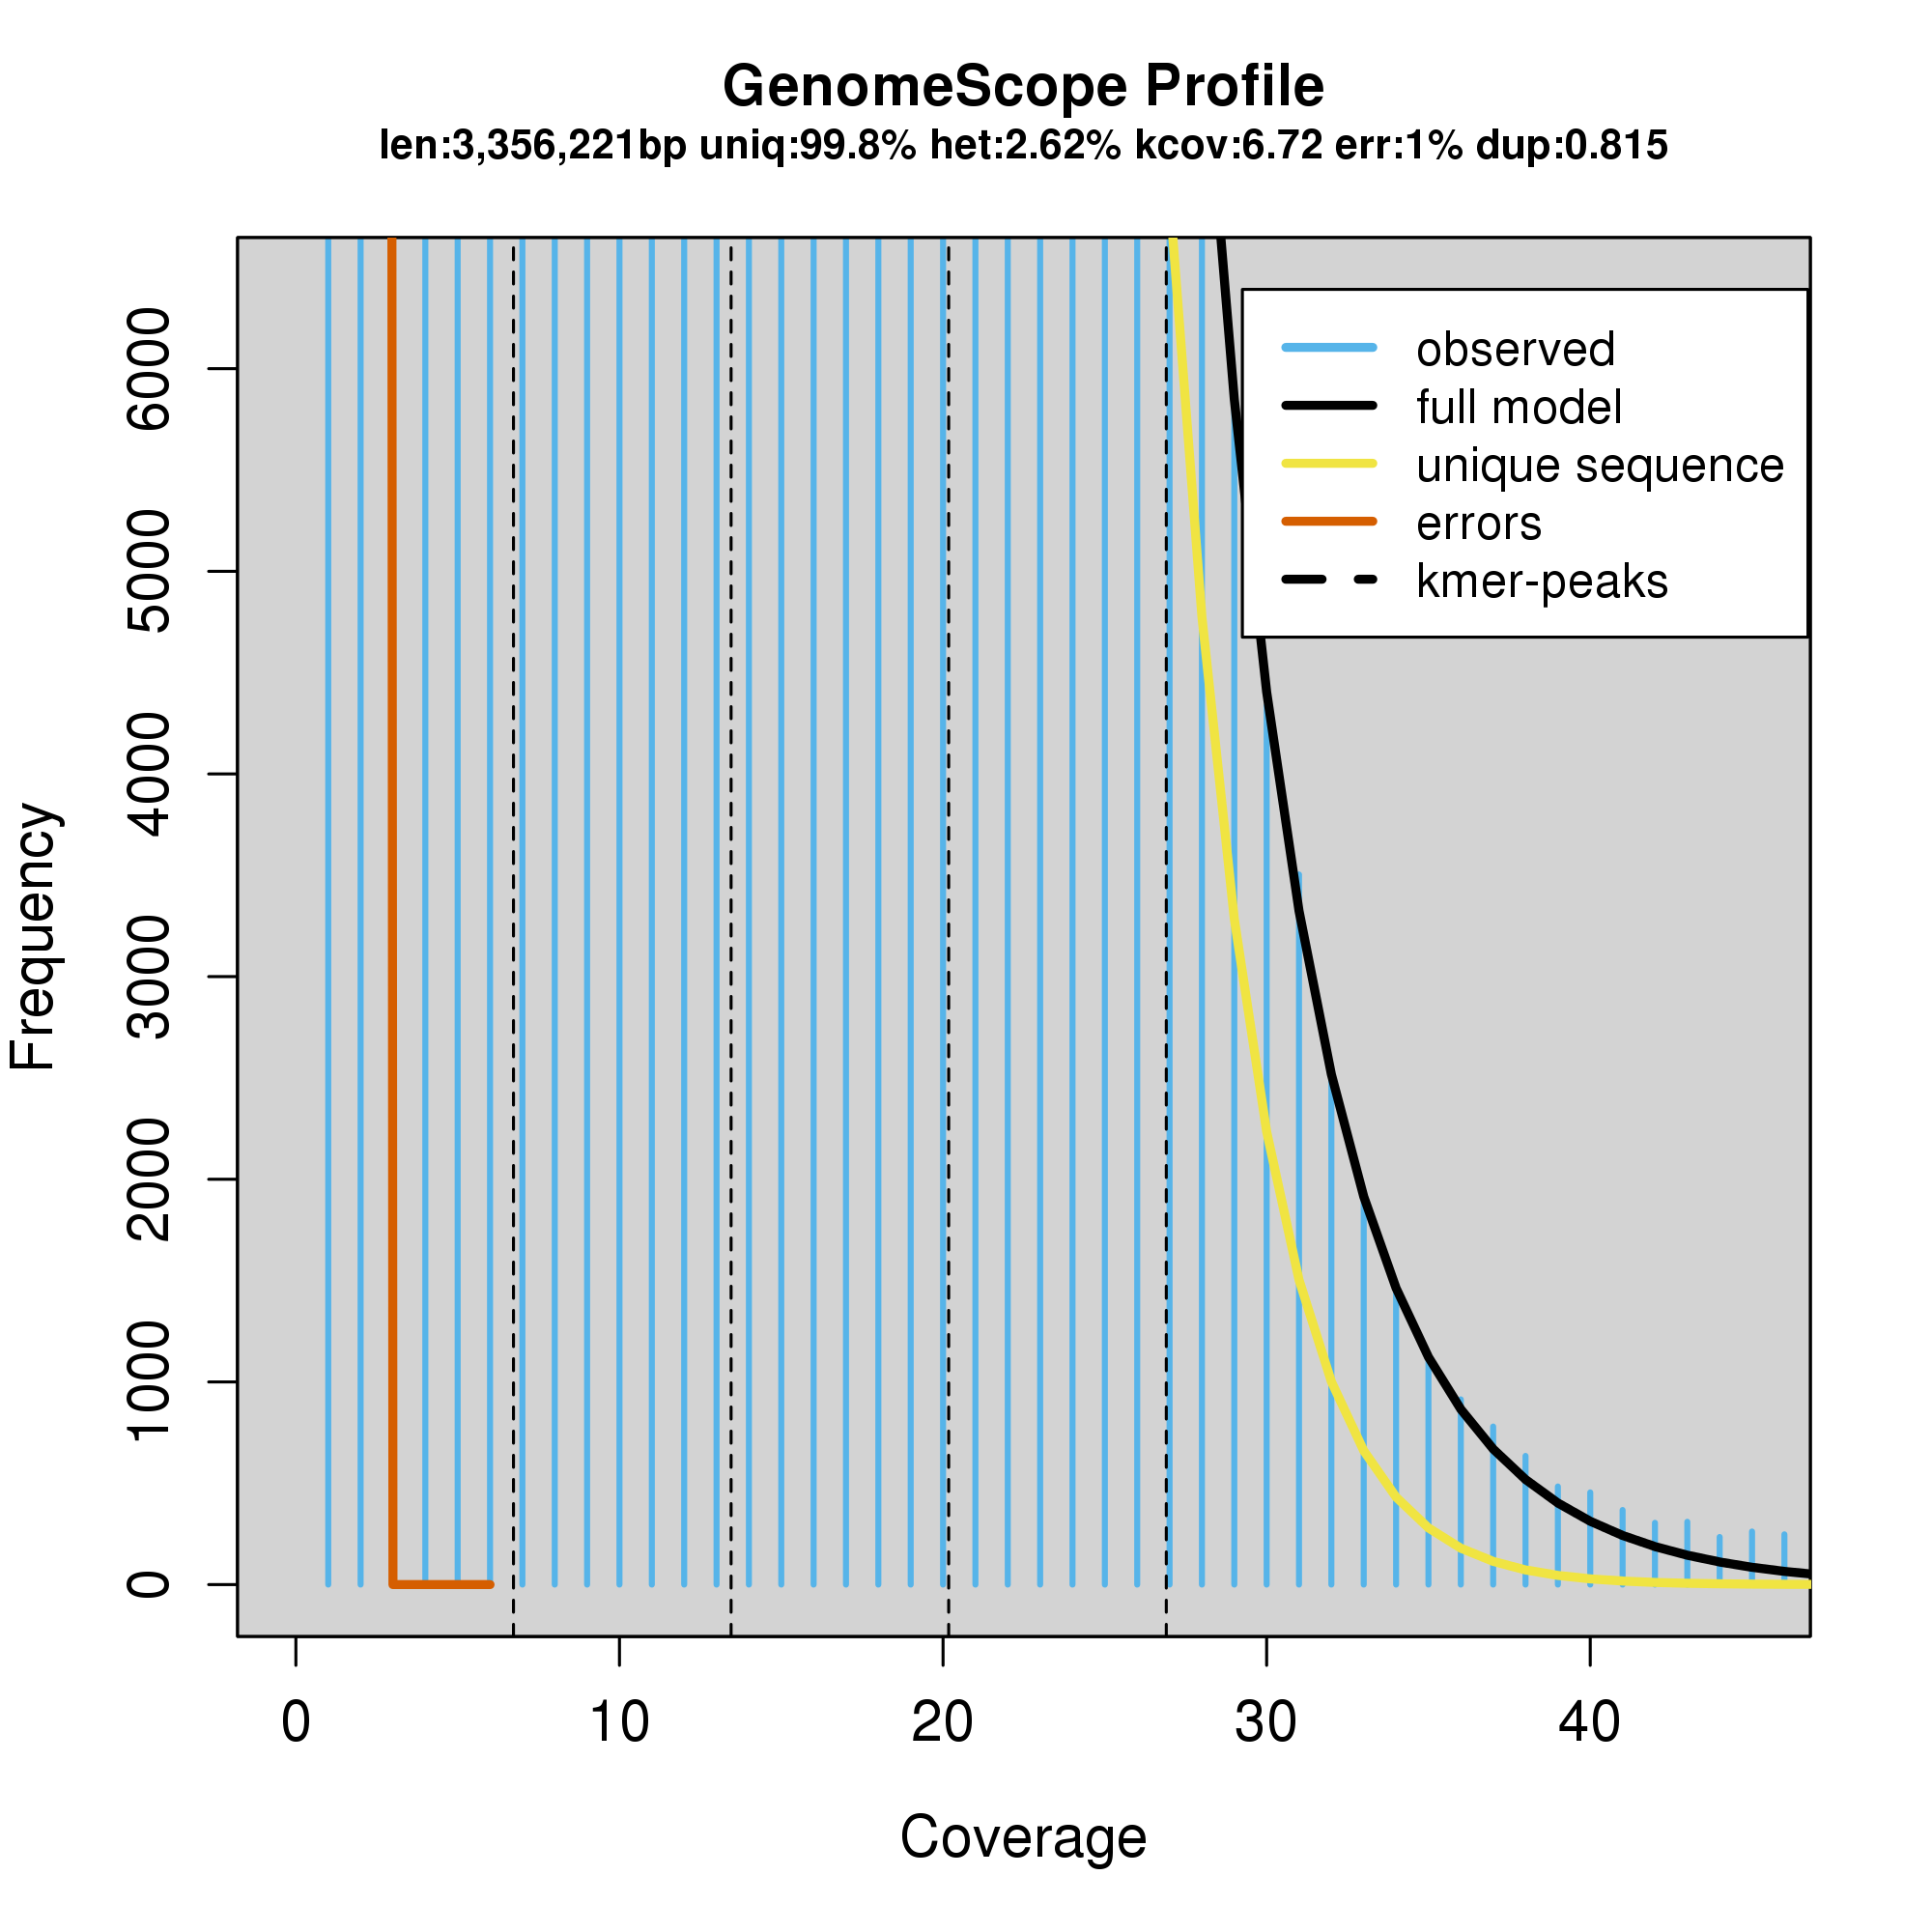 GenomeScope Profile
len:3,356,221bp uniq:99.8% het:2.62% kcov:6.72 err:1% dup:0.815
observed
full model
unique sequence
errors
kmer-peaks
Frequency
6000
5000
4000
3000
2000
1000
0
0 10 20 30 40
Coverage